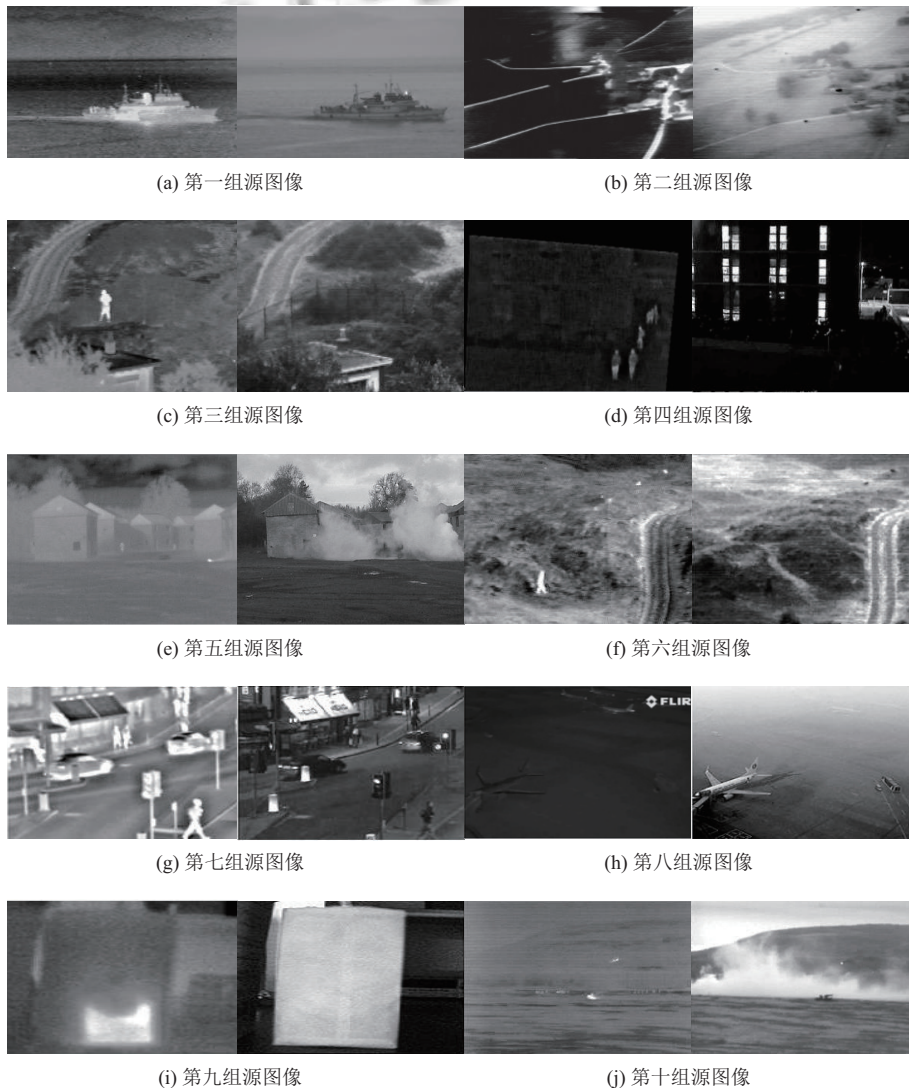 (a) 第一组源图像
(b) 第二组源图像
(c) 第三组源图像
(d) 第四组源图像
(e) 第五组源图像
(f) 第六组源图像
FLIR
(g) 第七组源图像
(h) 第八组源图像
(i) 第九组源图像
(j) 第十组源图像